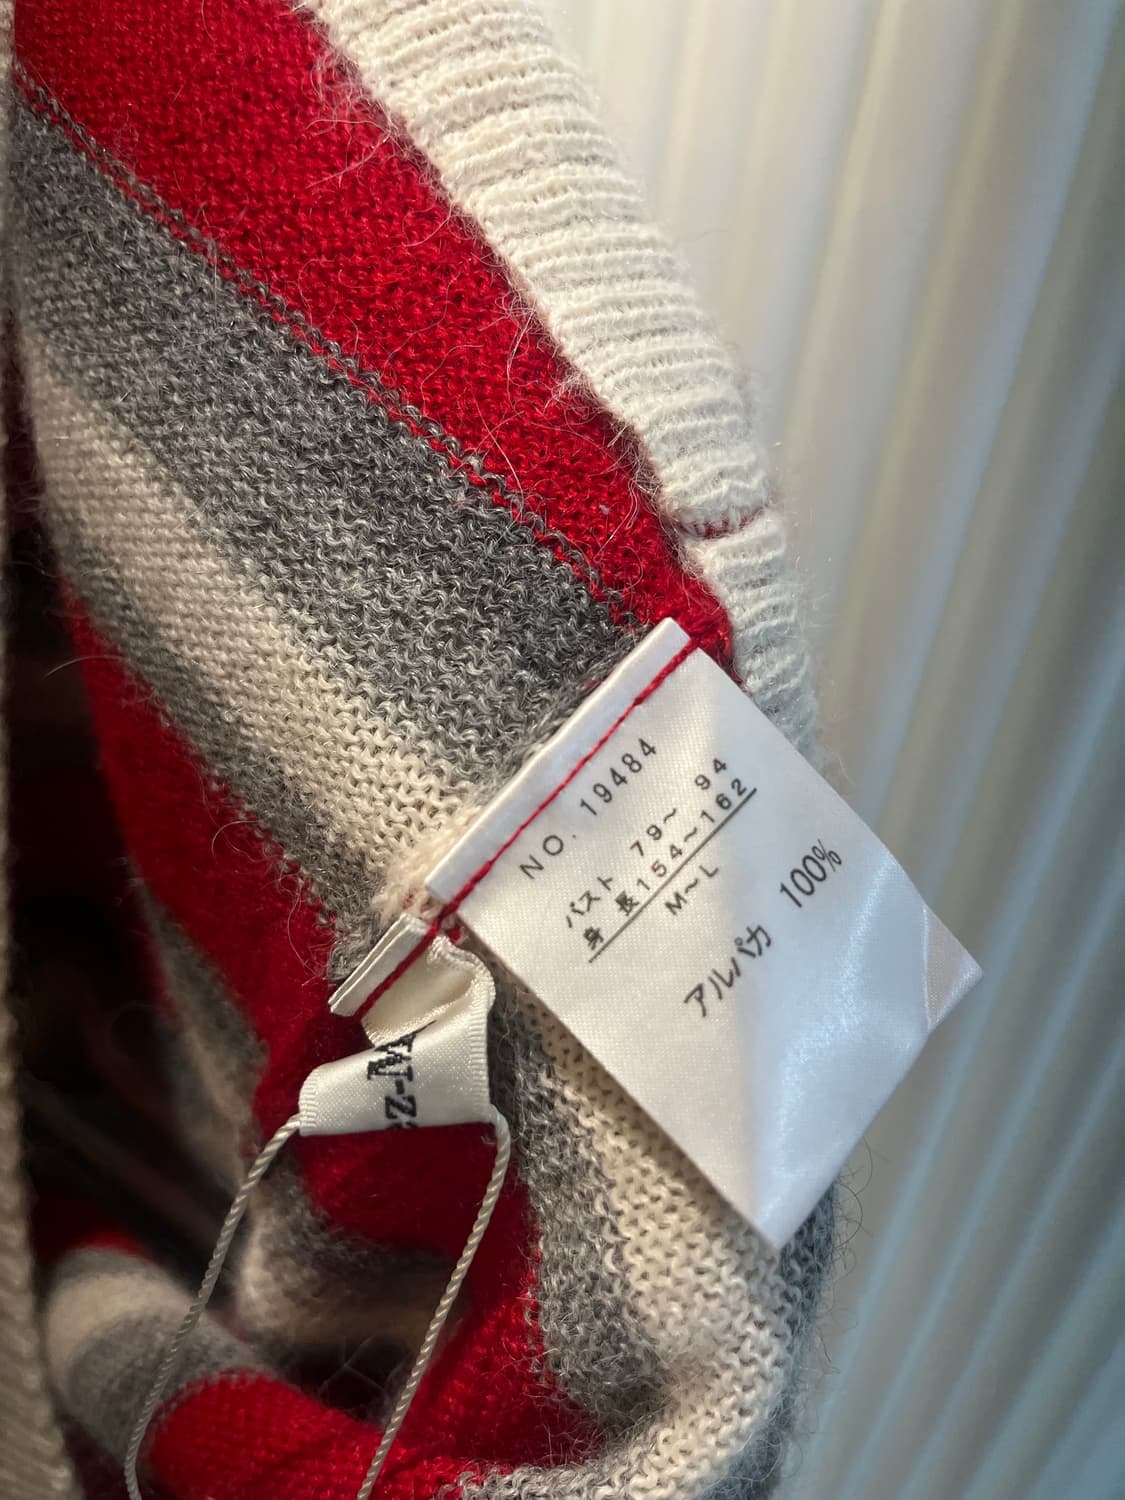 NO. 19484
バスト 79～ 94
身 長154～162
M～L
アルパカ 100%
W-Z